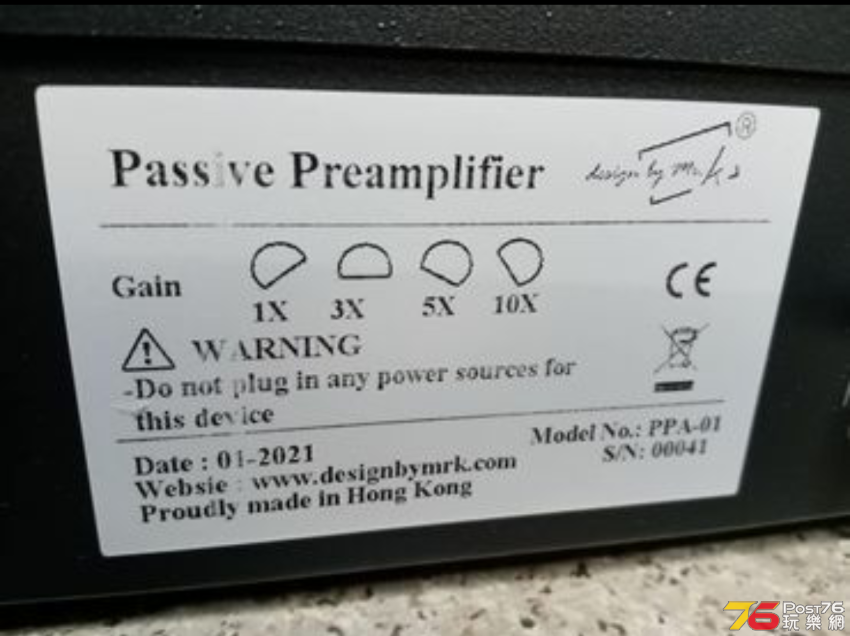 Passive Preamplifier
design by Mr.K ®
Gain
1X 3X 5X 10X
WARNING
-Do not plug in any power sources for
this device
Date : 01-2021
Websie : www.designbymrk.com
Proudly made in Hong Kong
Model No.: PPA-01
S/N: 00041
CE
76 Post76
玩樂網